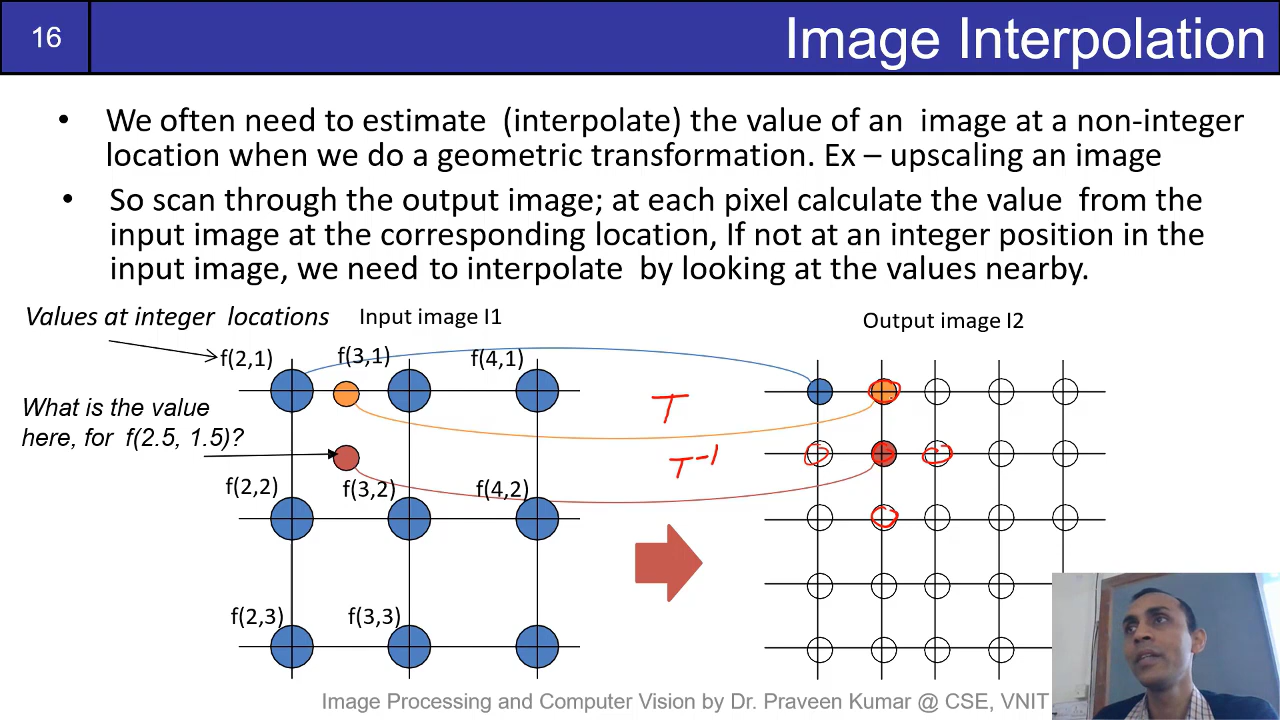 16
Image Interpolation
• We often need to estimate (interpolate) the value of an image at a non-integer
location when we do a geometric transformation. Ex – upscaling an image
• So scan through the output image; at each pixel calculate the value from the
input image at the corresponding location, If not at an integer position in the
input image, we need to interpolate by looking at the values nearby.
Values at integer locations
Input image I1
Output image I2
f(2,1)
f(3,1)
f(4,1)
What is the value
here, for f(2.5, 1.5)?
T
T⁻¹
f(2,2)
f(3,2)
f(4,2)
f(2,3)
f(3,3)
Image Processing and Computer Vision by Dr. Praveen Kumar @ CSE, VNIT